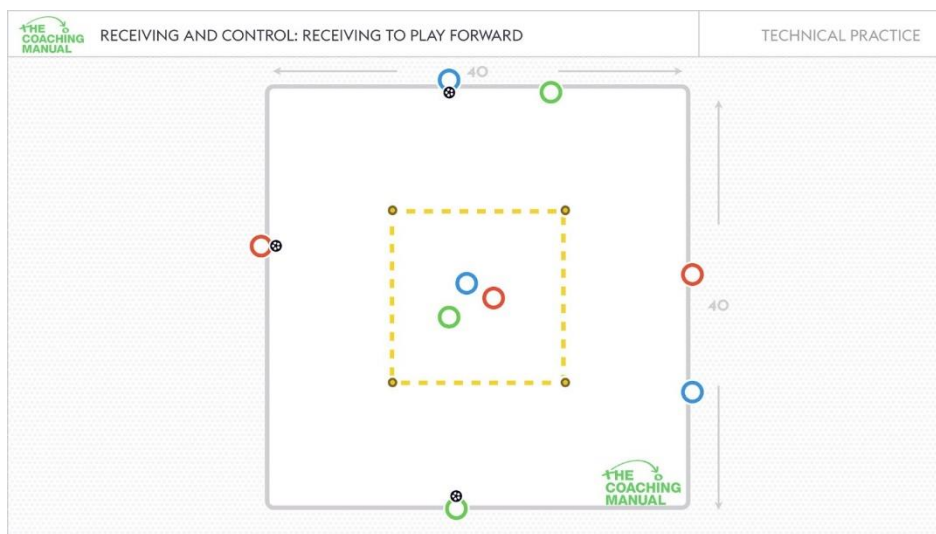 THE
COACHING
MANUAL
RECEIVING AND CONTROL: RECEIVING TO PLAY FORWARD
TECHNICAL PRACTICE
40
40
THE
COACHING
MANUAL